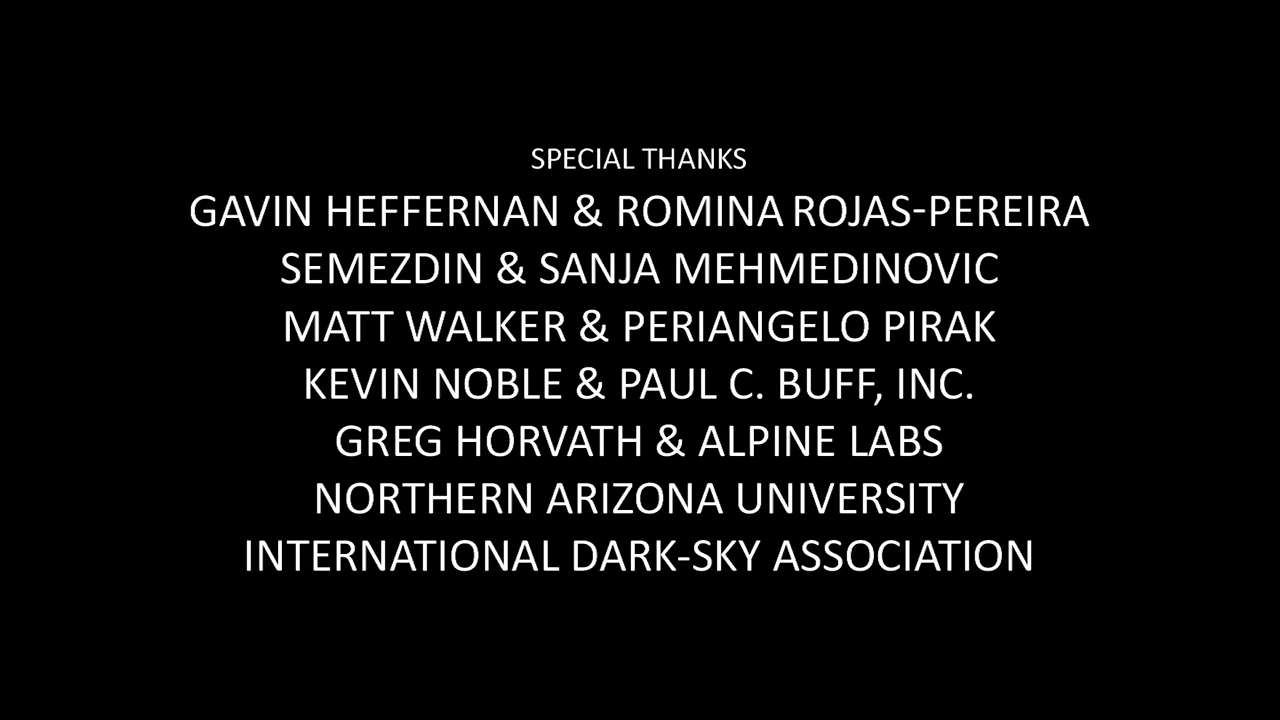 SPECIAL THANKS
GAVIN HEFFERNAN & ROMINA ROJAS-PEREIRA
SEMEZDIN & SANJA MEHMEDINOVIC
MATT WALKER & PERIANGELO PIRAK
KEVIN NOBLE & PAUL C. BUFF, INC.
GREG HORVATH & ALPINE LABS
NORTHERN ARIZONA UNIVERSITY
INTERNATIONAL DARK-SKY ASSOCIATION